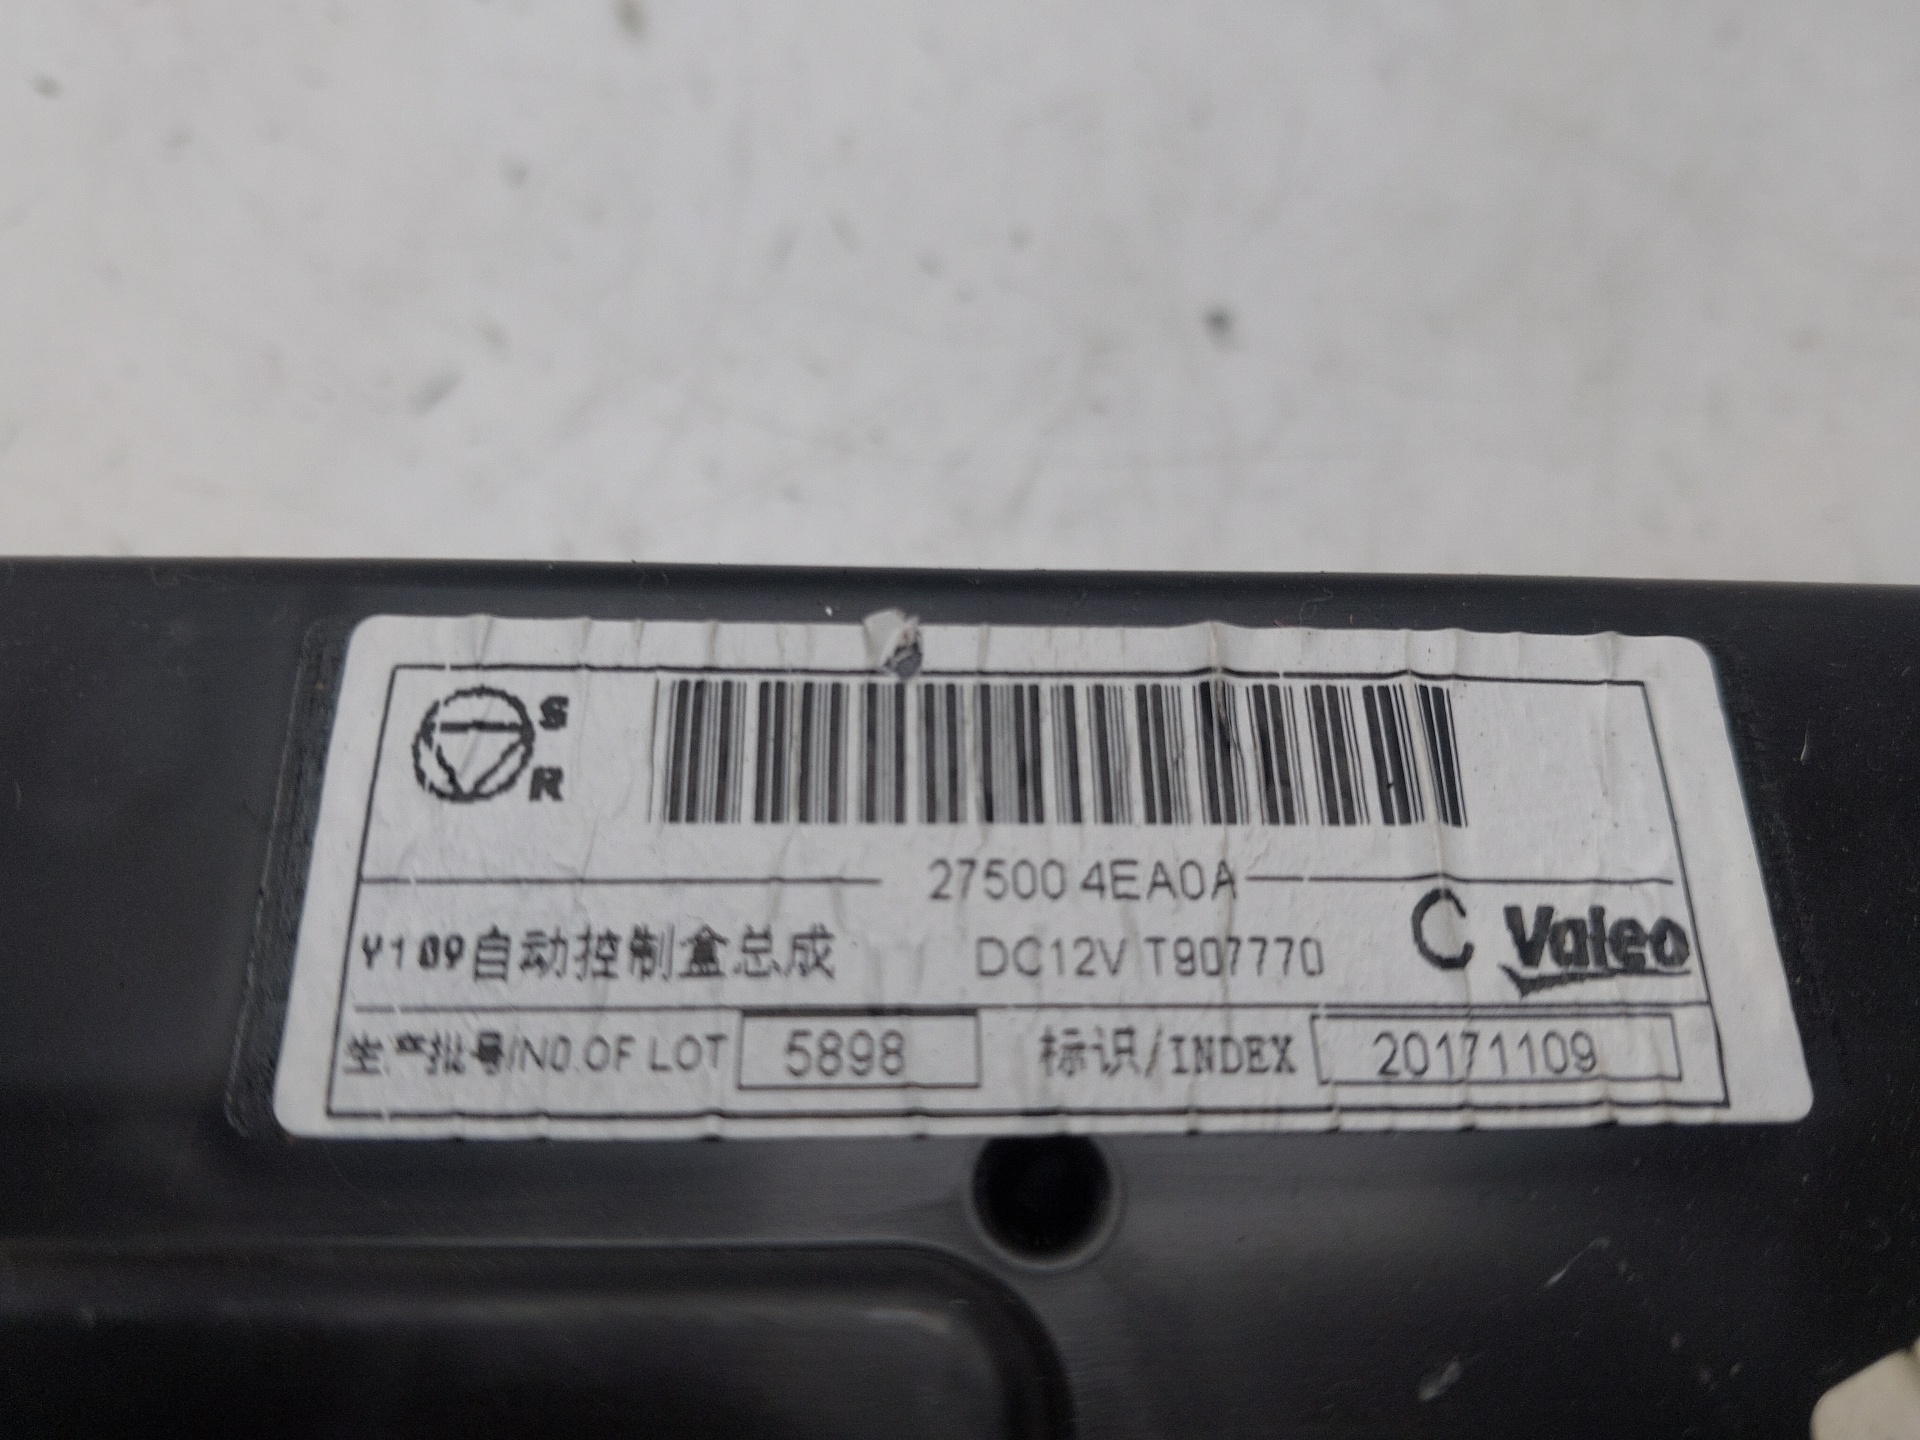 S
R
27500 4EA0A
Y109自动控制盒总成 DC12V T907770 C Valeo
生产批号/NO.OF LOT 5898 标识/INDEX 20171109